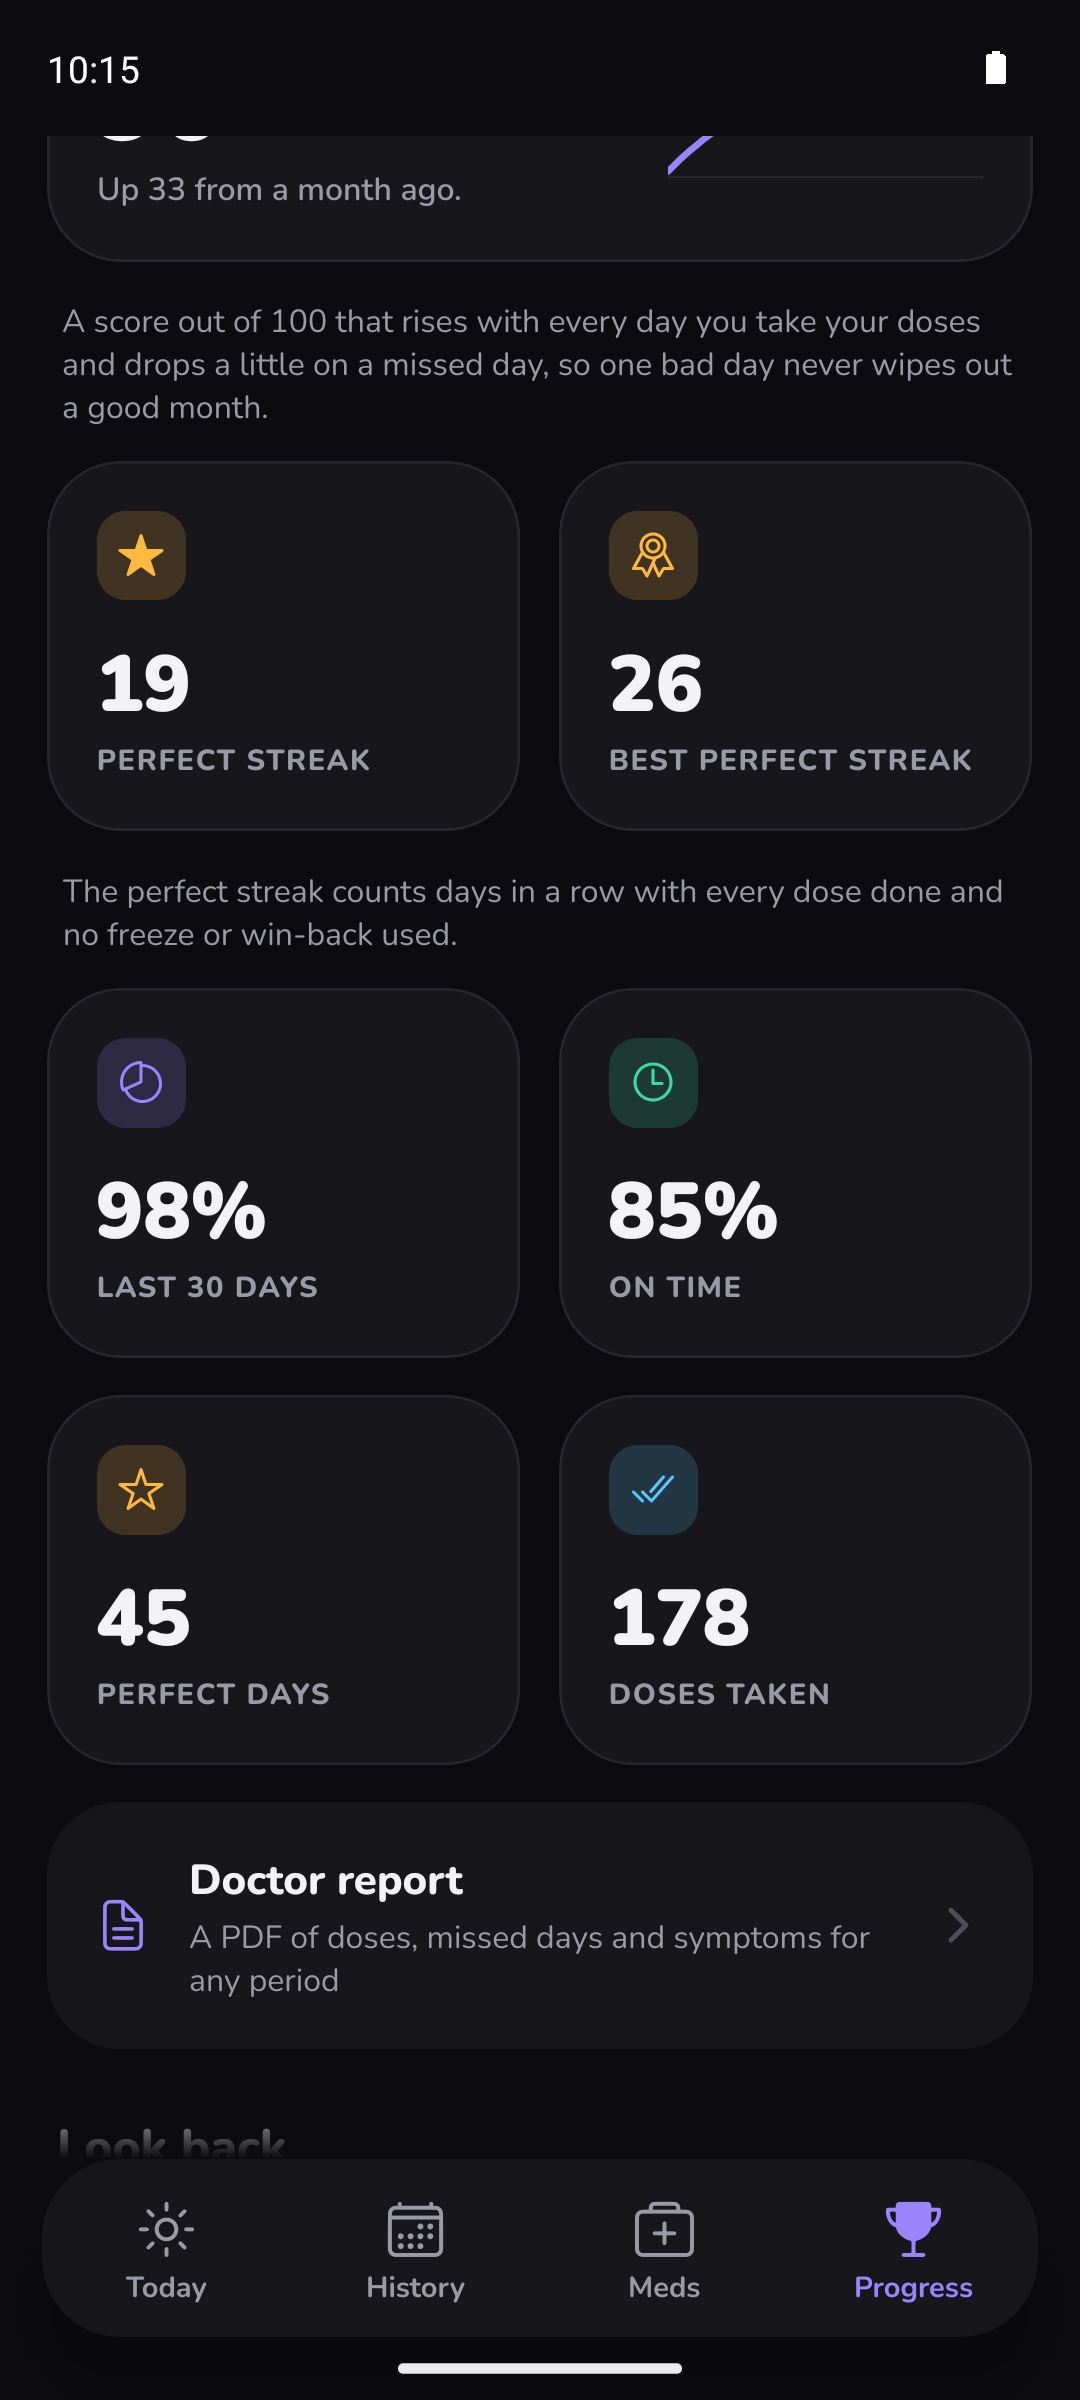 10:15
Up 33 from a month ago.
A score out of 100 that rises with every day you take your doses
and drops a little on a missed day, so one bad day never wipes out
a good month.
19
PERFECT STREAK
26
BEST PERFECT STREAK
The perfect streak counts days in a row with every dose done and
no freeze or win-back used.
98%
LAST 30 DAYS
85%
ON TIME
45
PERFECT DAYS
178
DOSES TAKEN
Doctor report
A PDF of doses, missed days and symptoms for
any period
Look back
Today
History
Meds
Progress